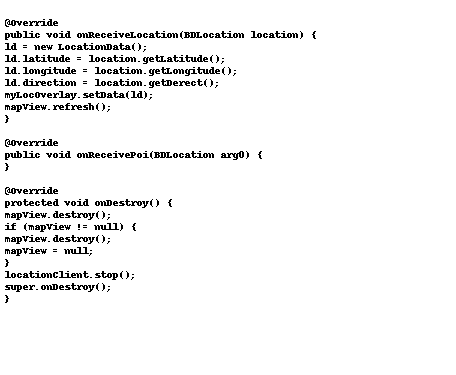 @Override
public void onReceiveLocation(BDLocation location) {
ld = new LocationData();
ld.latitude = location.getLatitude();
ld.longitude = location.getLongitude();
ld.direction = location.getDerect();
myLocOverlay.setData(ld);
mapView.refresh();
}
@Override
public void onReceivePoi(BDLocation arg0) {
}
@Override
protected void onDestroy() {
mapView.destroy();
if (mapView != null) {
mapView.destroy();
mapView = null;
}
locationClient.stop();
super.onDestroy();
}